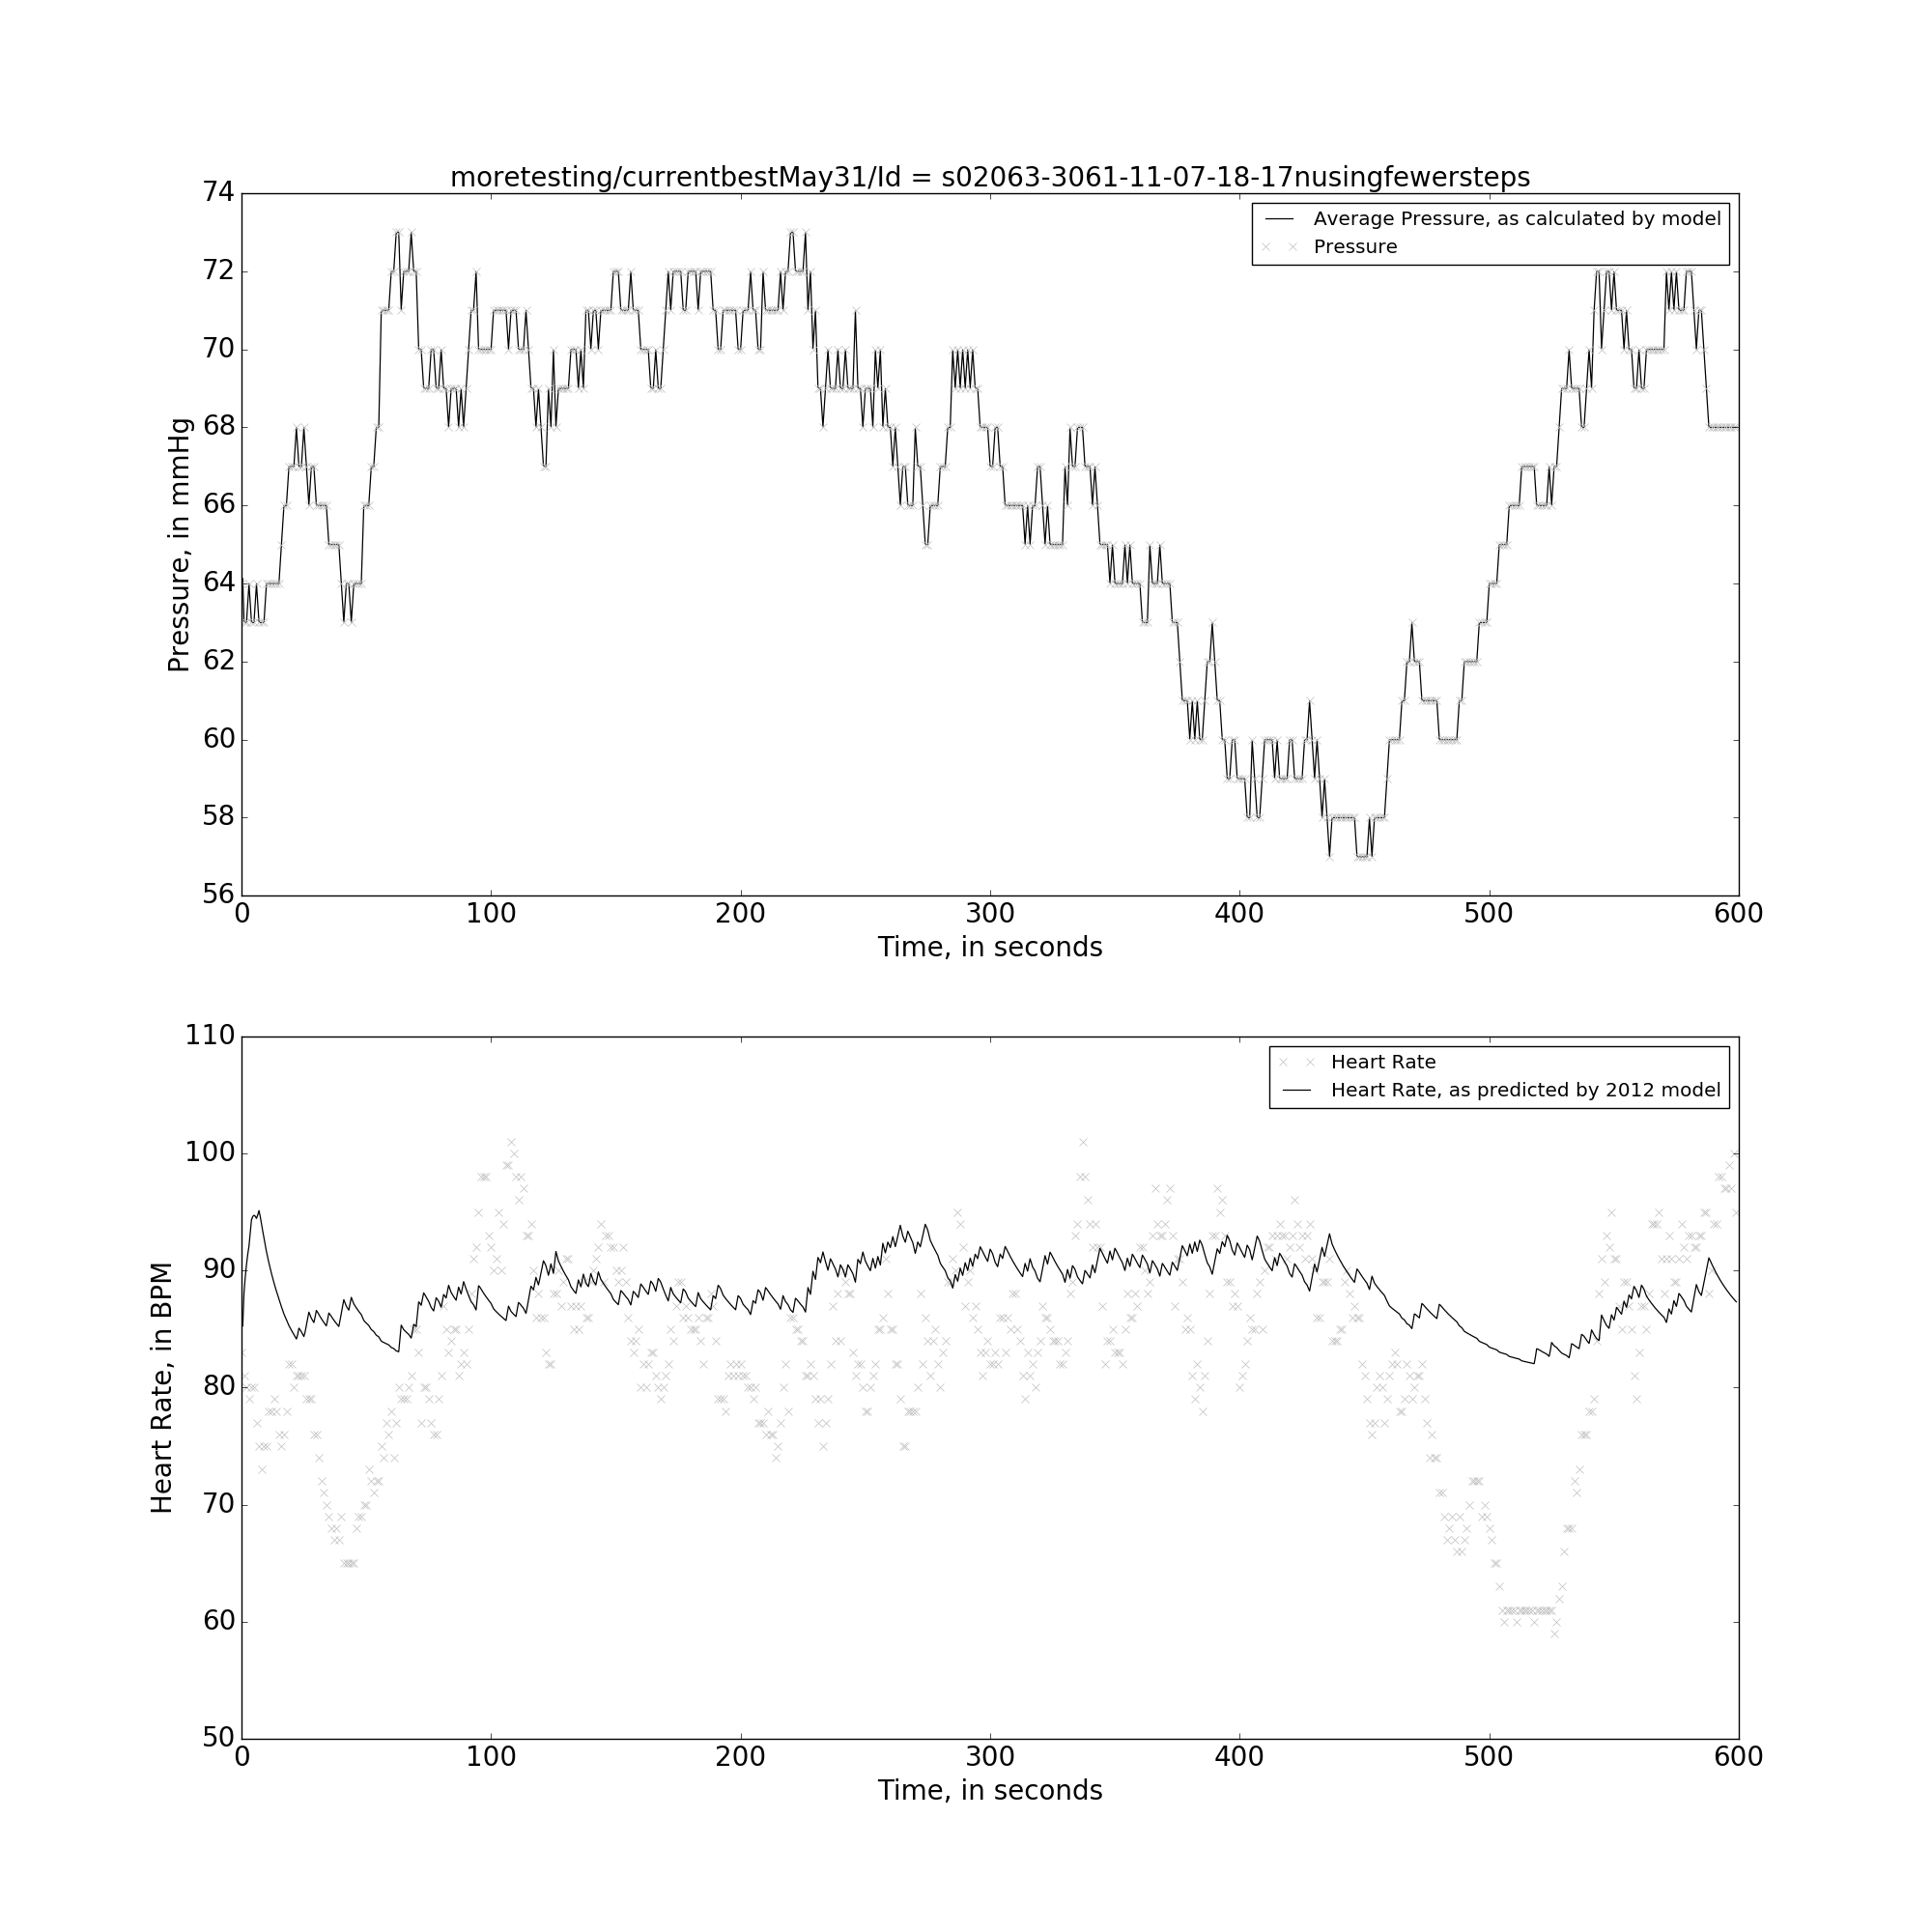 moretesting/currentbestMay31/Id = s02063-3061-11-07-18-17nusingfewersteps
74
72
70
68
66
64
62
60
58
56
Pressure, in mmHg
Average Pressure, as calculated by model
Pressure
0 100 200 300 400 500 600
Time, in seconds
110
100
90
80
70
60
50
Heart Rate, in BPM
Heart Rate
Heart Rate, as predicted by 2012 model
0 100 200 300 400 500 600
Time, in seconds